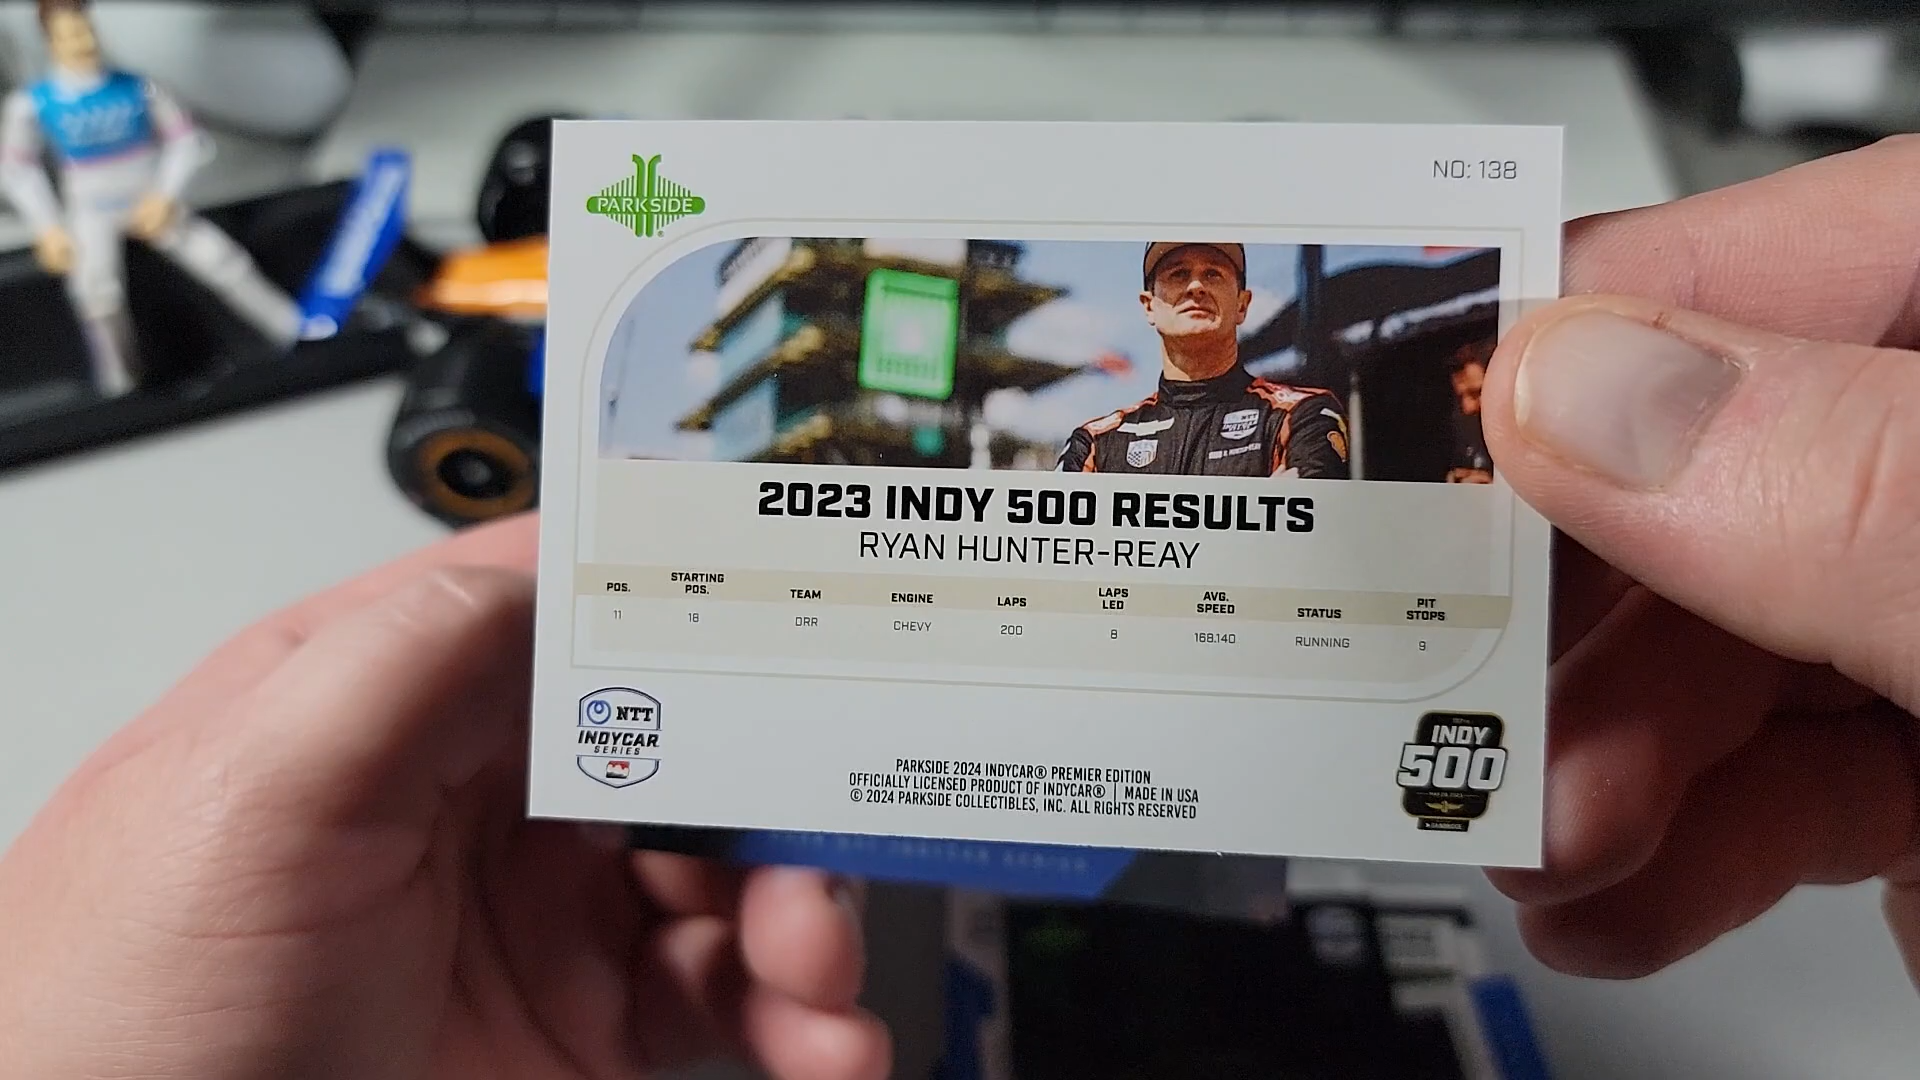 PARKSIDE
NO: 138
2023 INDY 500 RESULTS
RYAN HUNTER-REAY
POS. STARTING POS. TEAM ENGINE LAPS LAPS LED AVG. SPEED STATUS PIT STOPS
11 18 DRR CHEVY 200 8 168.140 RUNNING 9
NTT
INDYCAR
SERIES
INDY
500
PARKSIDE 2024 INDYCAR® PREMIER EDITION
OFFICIALLY LICENSED PRODUCT OF INDYCAR® | MADE IN USA
© 2024 PARKSIDE COLLECTIBLES, INC. ALL RIGHTS RESERVED